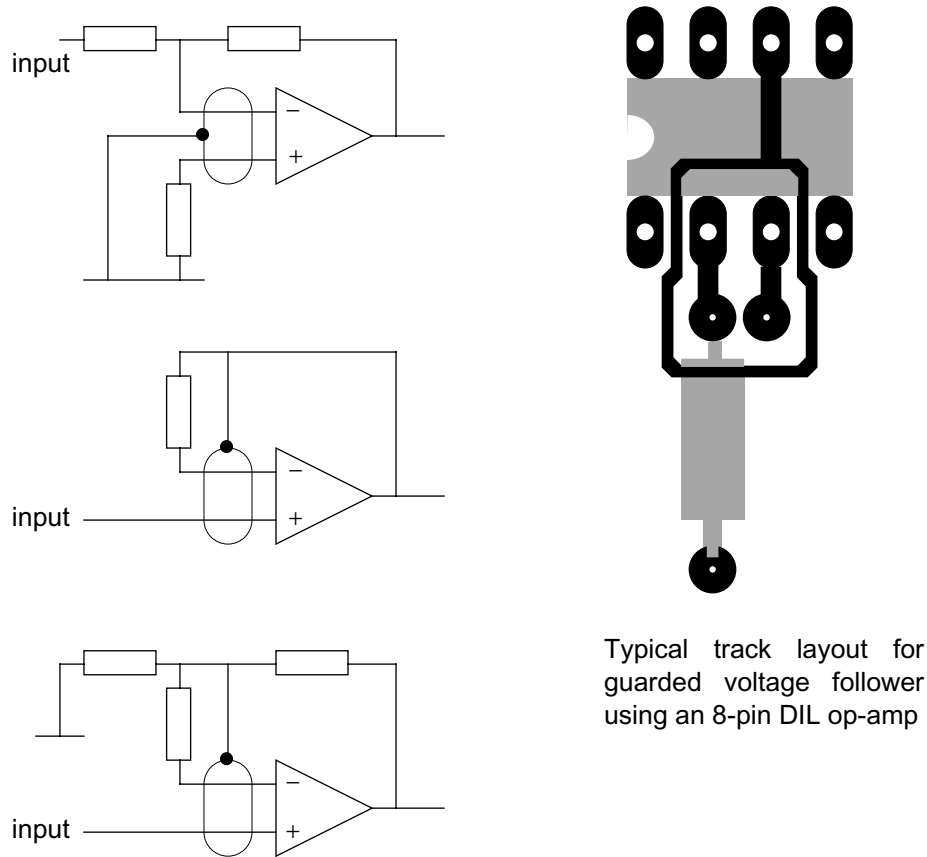 input
−
+
−
input
+
Typical track layout for
guarded voltage follower
using an 8-pin DIL op-amp
−
input
+